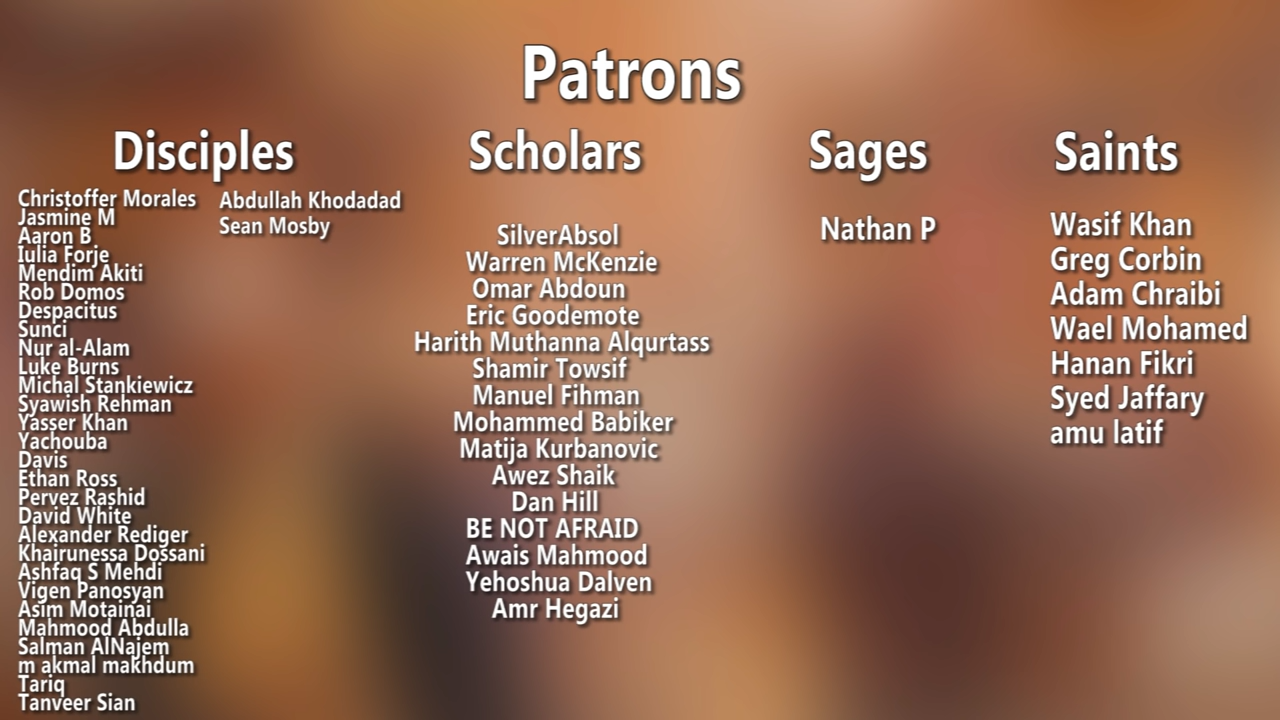 Patrons
Disciples
Christoffer Morales
Jasmine M
Aaron B
Iulia Forje
Mendim Akiti
Rob Domos
Despacitus
Sunci
Nur al-Alam
Luke Burns
Michal Stankiewicz
Syawish Rehman
Yasser Khan
Yachouba
Davis
Ethan Ross
Pervez Rashid
David White
Alexander Rediger
Khairunessa Dossani
Ashfaq S Mehdi
Vigen Panosyan
Asim Motainai
Mahmood Abdulla
Salman AlNajem
m akmal makhdum
Tariq
Tanveer Sian
Abdullah Khodadad
Sean Mosby
Scholars
SilverAbsol
Warren McKenzie
Omar Abdoun
Eric Goodemote
Harith Muthanna Alqurtass
Shamir Towsif
Manuel Fihman
Mohammed Babiker
Matija Kurbanovic
Awez Shaik
Dan Hill
BE NOT AFRAID
Awais Mahmood
Yehoshua Dalven
Amr Hegazi
Sages
Nathan P
Saints
Wasif Khan
Greg Corbin
Adam Chraibi
Wael Mohamed
Hanan Fikri
Syed Jaffary
amu latif